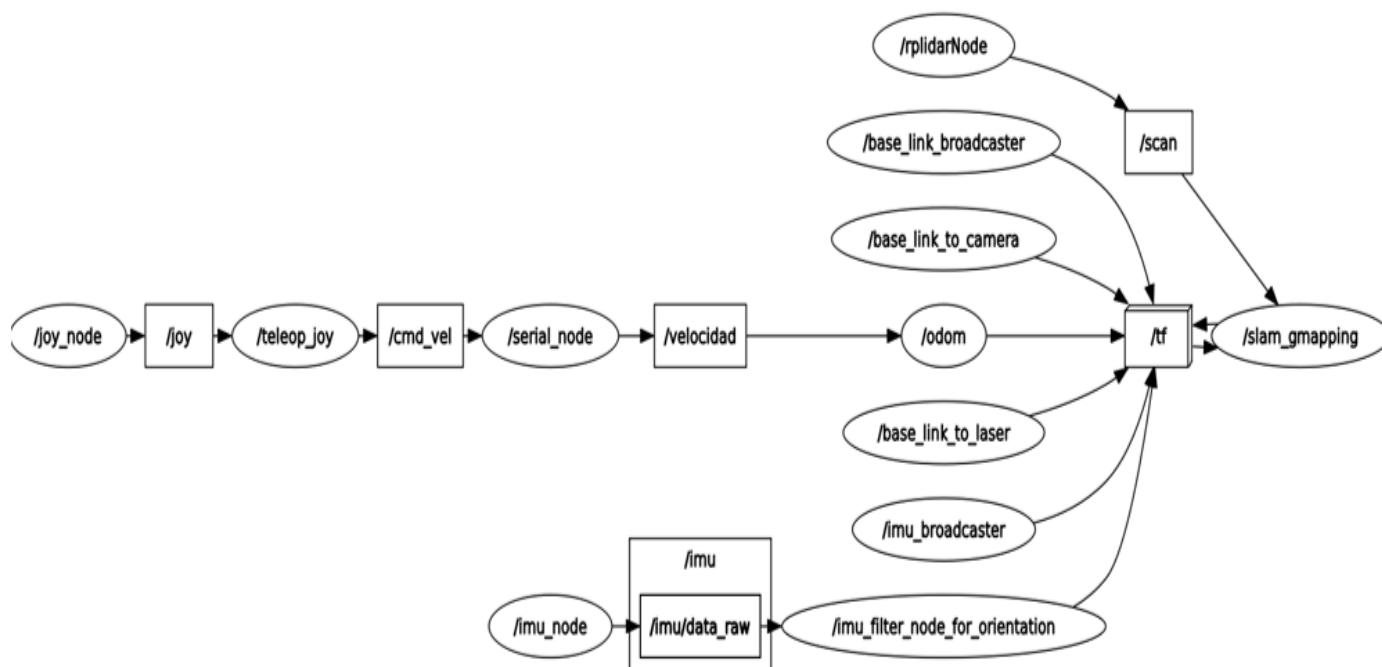 /rplidarNode
/base_link_broadcaster
/scan
/base_link_to_camera
/joy_node
/joy
/teleop_joy
/cmd_vel
/serial_node
/velocidad
/odom
/tf
/slam_gmapping
/base_link_to_laser
/imu_broadcaster
/imu
/imu_node
/imu/data_raw
/imu_filter_node_for_orientation